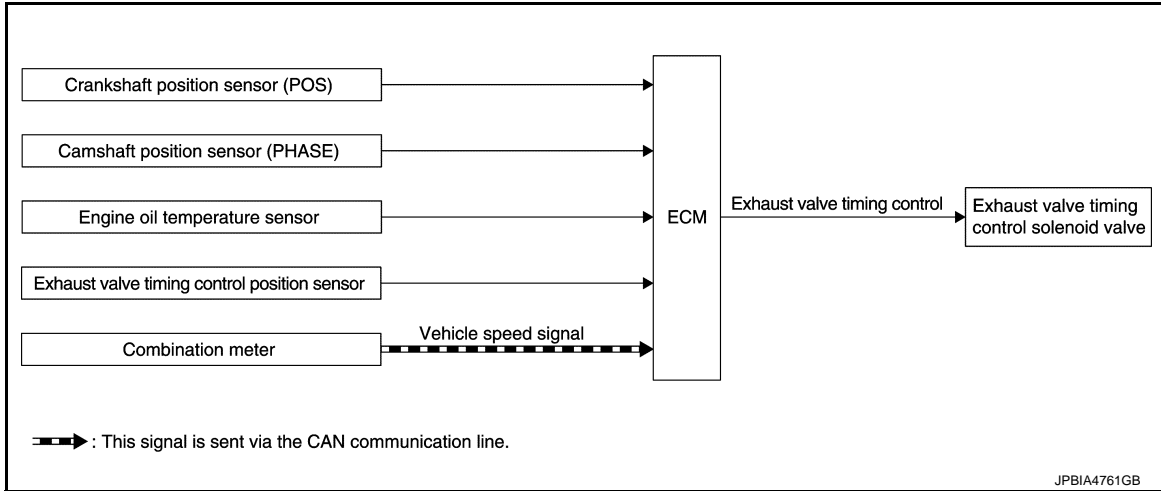 Crankshaft position sensor (POS)
Camshaft position sensor (PHASE)
Engine oil temperature sensor
Exhaust valve timing control position sensor
Vehicle speed signal
Combination meter
ECM
Exhaust valve timing control
Exhaust valve timing
control solenoid valve
: This signal is sent via the CAN communication line.
JPBIA4761GB